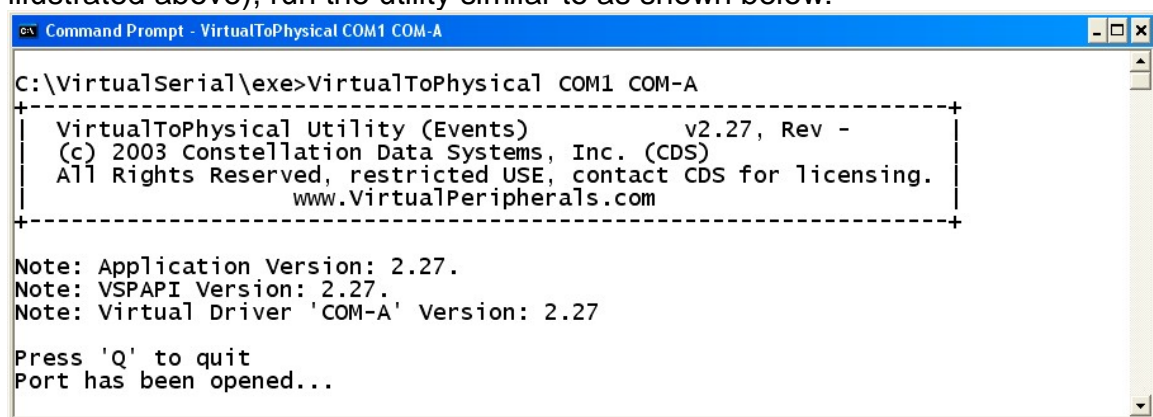 illustrated above), run the utility similar to as shown below.
Command Prompt - VirtualToPhysical COM1 COM-A
C:\VirtualSerial\exe>VirtualToPhysical COM1 COM-A
+-------------------------------------------------------------------+
| VirtualToPhysical Utility (Events) v2.27, Rev - |
| (c) 2003 Constellation Data Systems, Inc. (CDS) |
| All Rights Reserved, restricted USE, contact CDS for licensing. |
| www.VirtualPeripherals.com |
+-------------------------------------------------------------------+
Note: Application Version: 2.27.
Note: VSPAPI Version: 2.27.
Note: Virtual Driver 'COM-A' Version: 2.27
Press 'Q' to quit
Port has been opened...